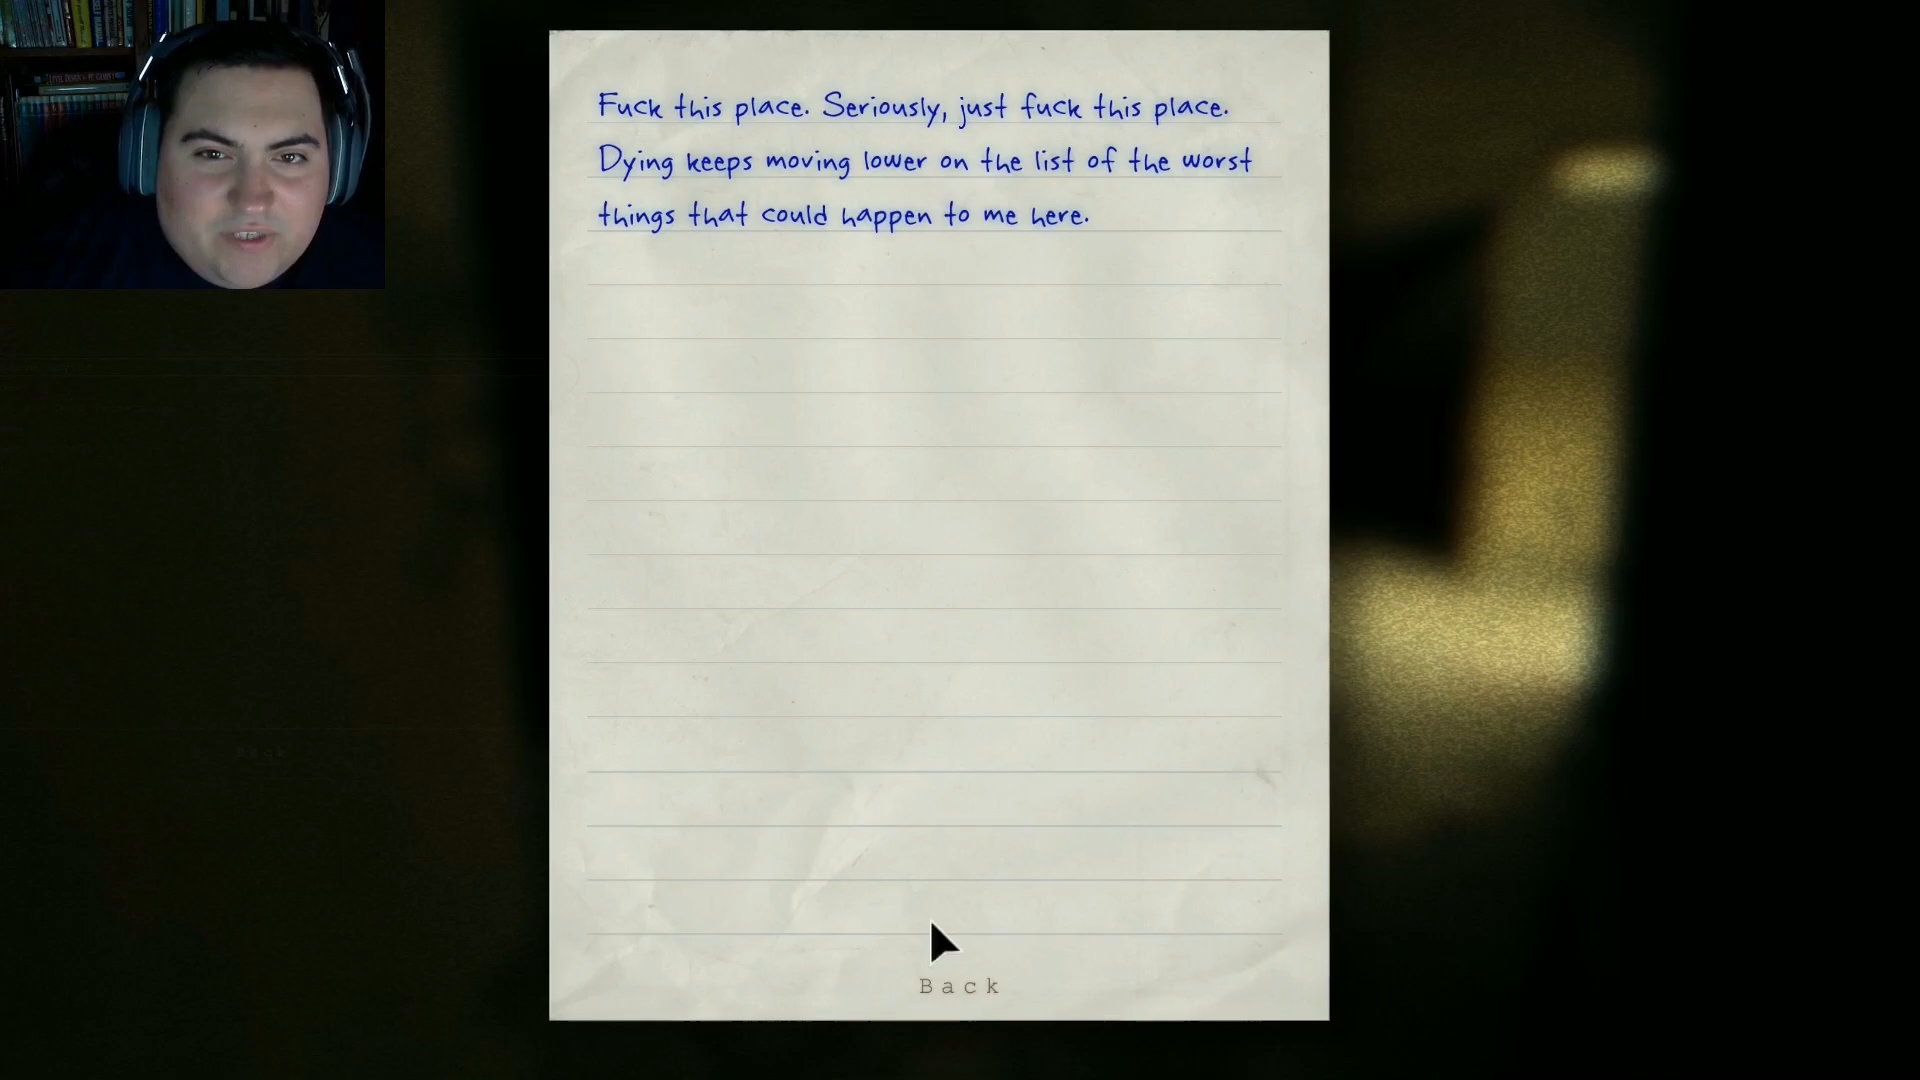 Fuck this place. Seriously, just fuck this place.
Dying keeps moving lower on the list of the worst
things that could happen to me here.
Back